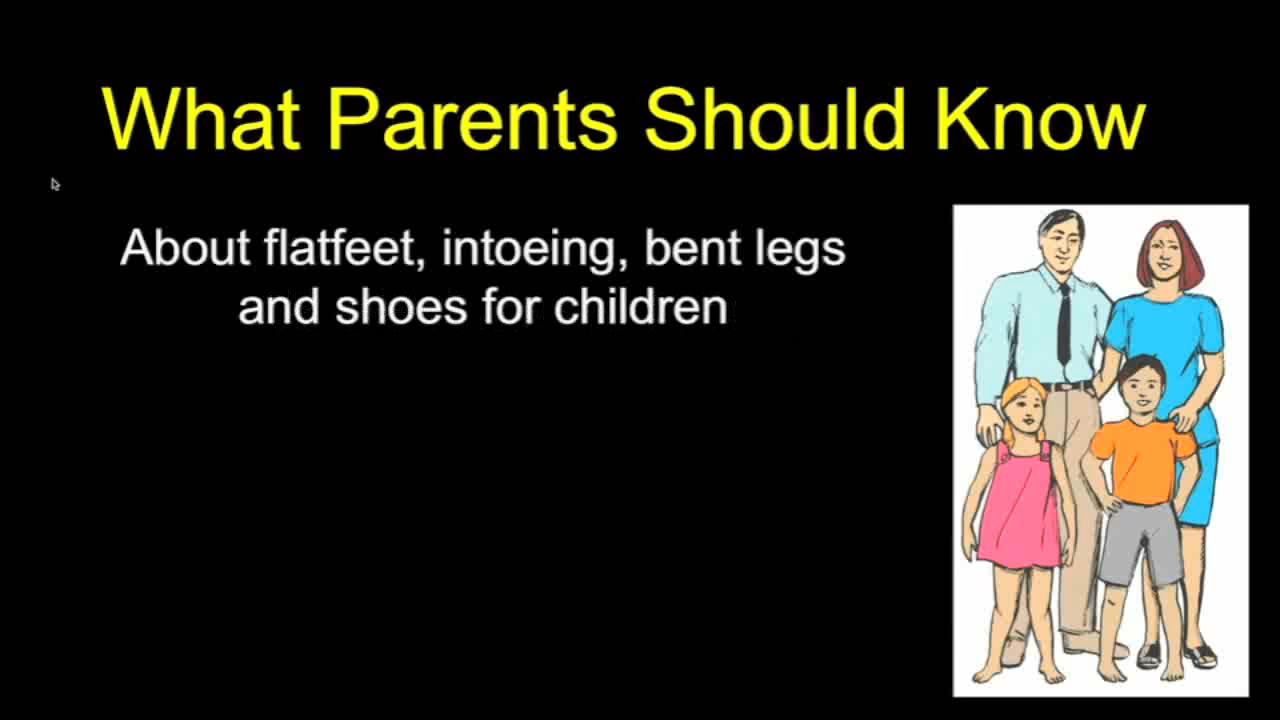 What Parents Should Know
About flatfeet, intoeing, bent legs
and shoes for children